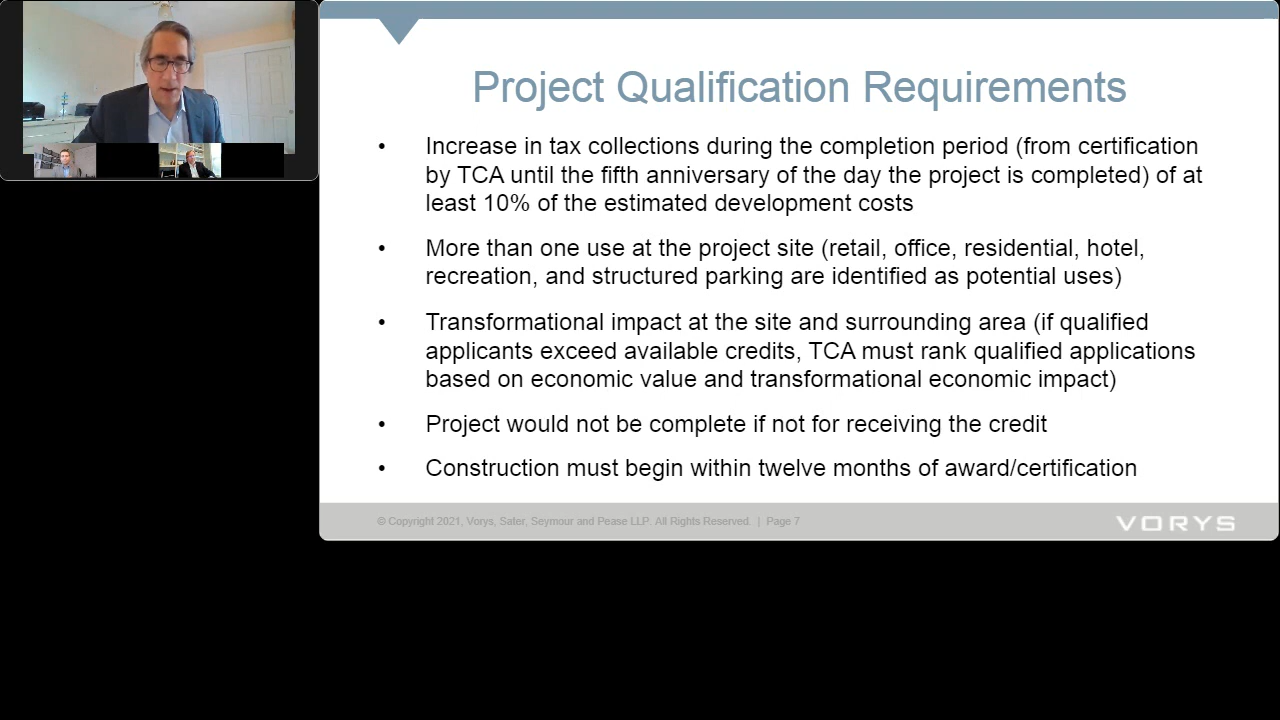 Project Qualification Requirements
• Increase in tax collections during the completion period (from certification
by TCA until the fifth anniversary of the day the project is completed) of at
least 10% of the estimated development costs
• More than one use at the project site (retail, office, residential, hotel,
recreation, and structured parking are identified as potential uses)
• Transformational impact at the site and surrounding area (if qualified
applicants exceed available credits, TCA must rank qualified applications
based on economic value and transformational economic impact)
• Project would not be complete if not for receiving the credit
• Construction must begin within twelve months of award/certification
© Copyright 2021, Vorys, Sater, Seymour and Pease LLP. All Rights Reserved. | Page 7
VORYS